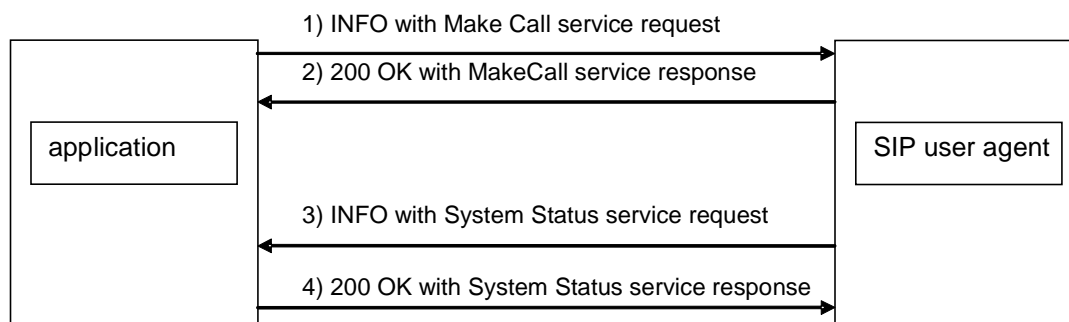 1) INFO with Make Call service request
2) 200 OK with MakeCall service response
application
SIP user agent
3) INFO with System Status service request
4) 200 OK with System Status service response